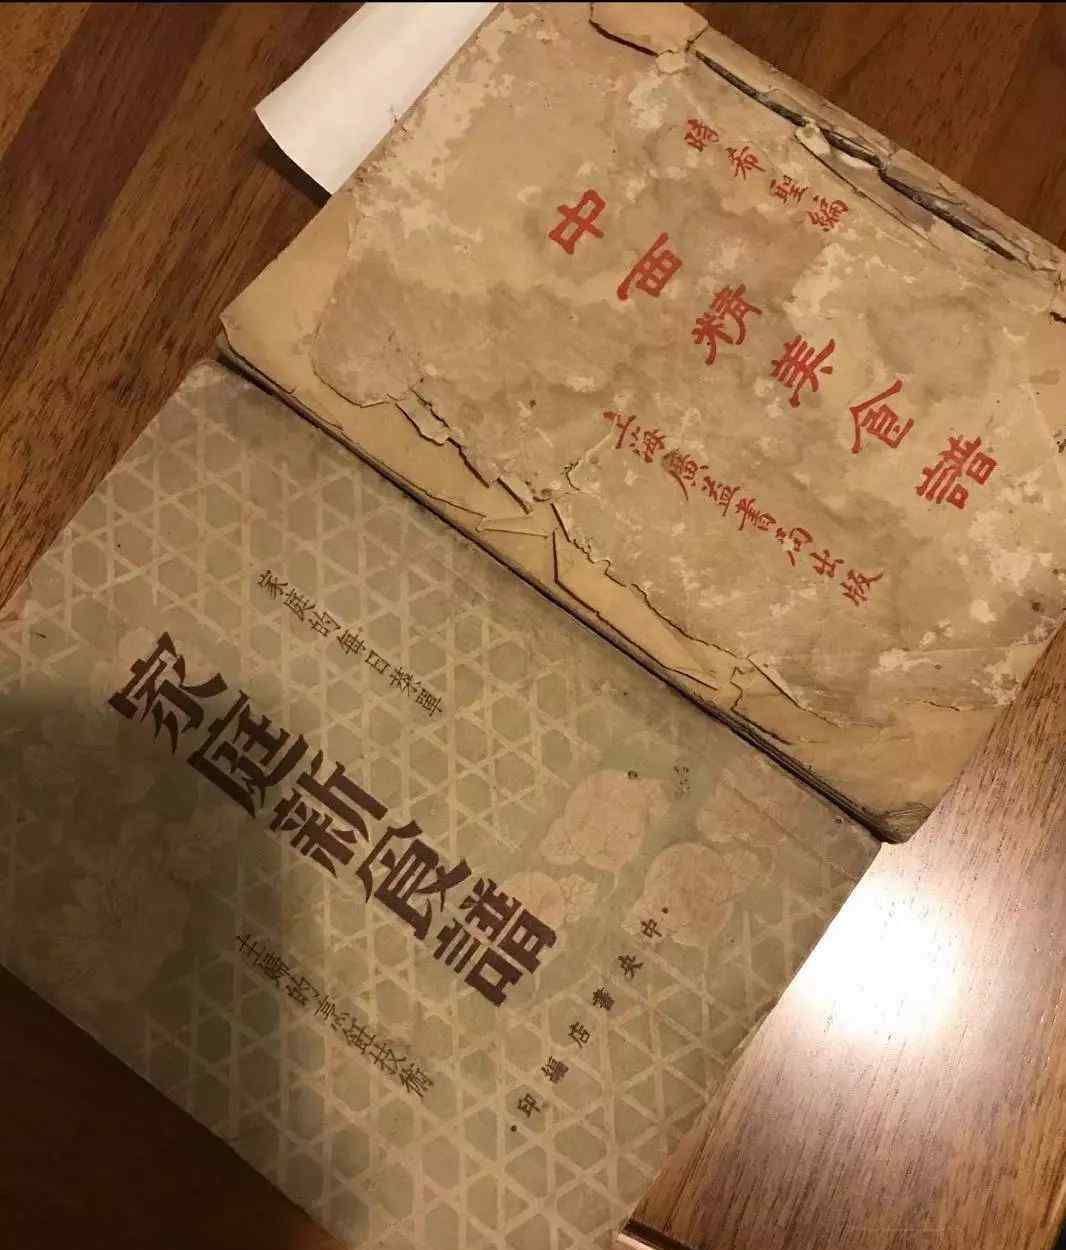 時希聖編
中西精美食譜
上海廣益書局出版
家庭的每日菜單
家庭新食譜
主婦的烹飪技術
中央書店編印